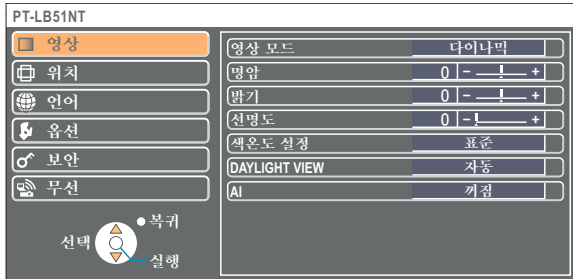 PT-LB51NT
영상
위치
언어
옵션
보안
무선
선택
복귀
실행
영상 모드 다이나믹
명암 0 - +
밝기 0 - +
선명도 0 - +
색온도 설정 표준
DAYLIGHT VIEW 자동
AI 꺼짐